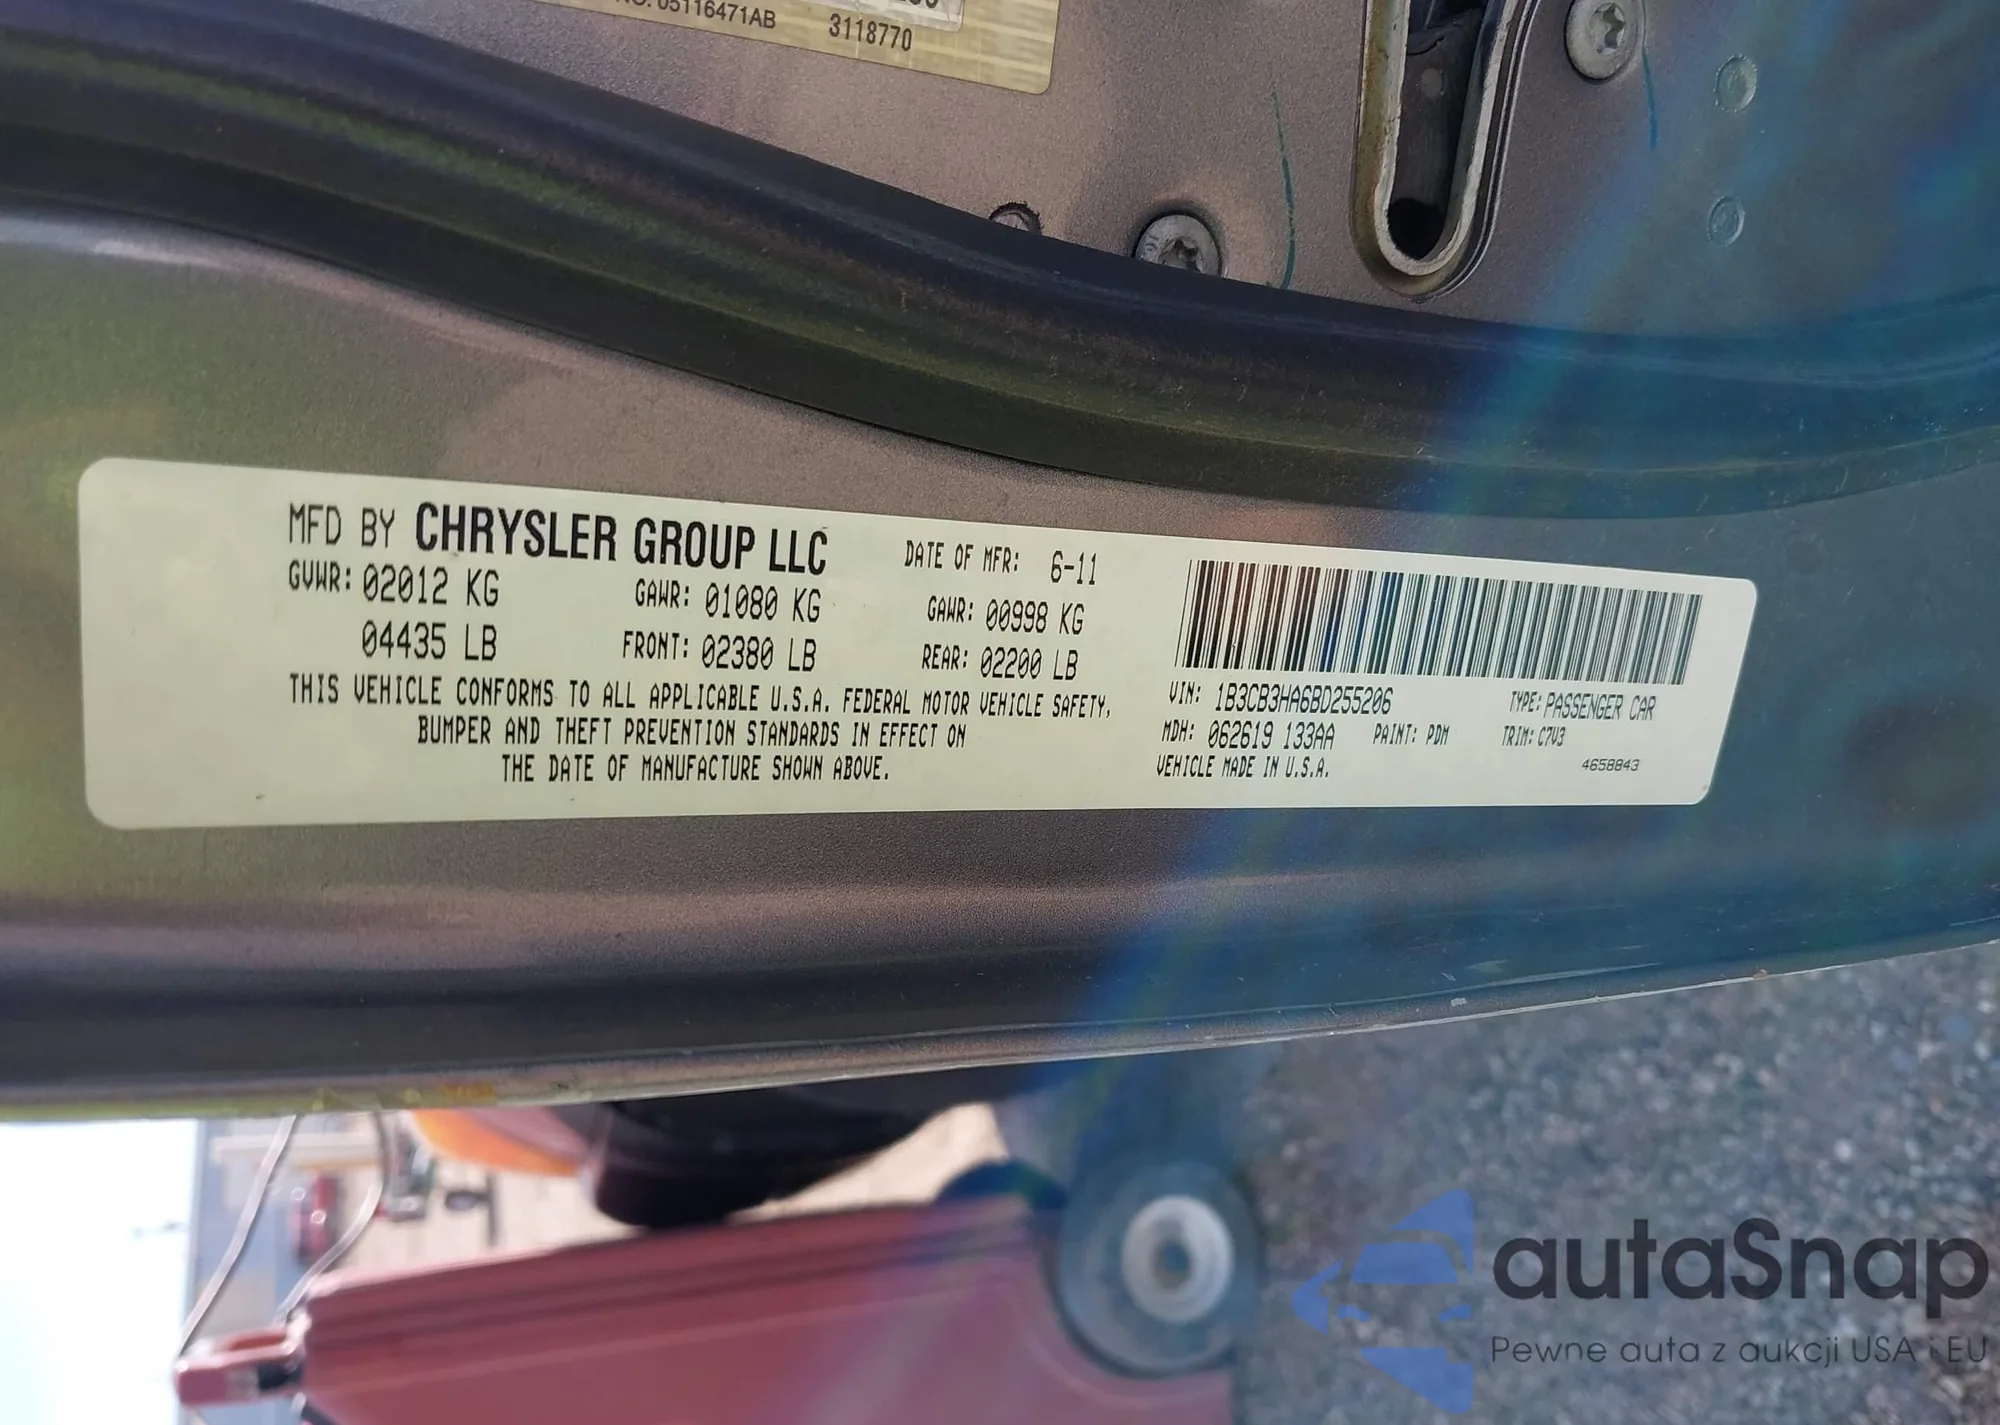 05116471AB
3118770
MFD BY CHRYSLER GROUP LLC
DATE OF MFR: 6-11
GVWR: 02012 KG GAWR: 01080 KG GAWR: 00998 KG
04435 LB FRONT: 02380 LB REAR: 02200 LB
THIS VEHICLE CONFORMS TO ALL APPLICABLE U.S.A. FEDERAL MOTOR VEHICLE SAFETY,
BUMPER AND THEFT PREVENTION STANDARDS IN EFFECT ON
THE DATE OF MANUFACTURE SHOWN ABOVE.
VIN: 1B3CB3HA6BD255206 TYPE: PASSENGER CAR
MDH: 062619 133AA PAINT: PDM TRIM: C7V3
VEHICLE MADE IN U.S.A. 4658843
autaSnap
Pewne auta z aukcji USA i EU